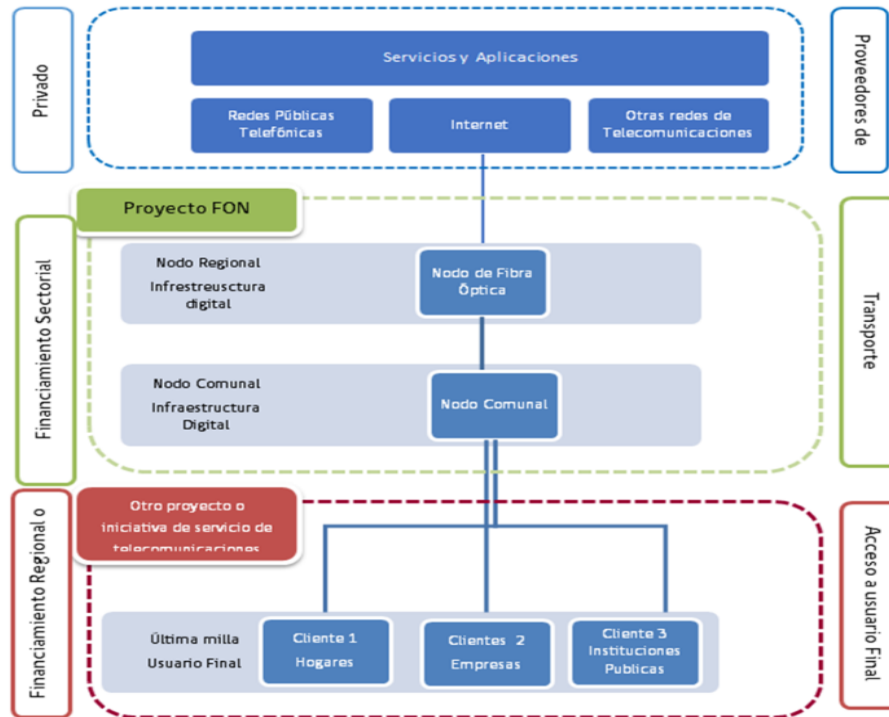 Privado
Servicios y Aplicaciones
Redes Públicas
Telefónicas
Internet
Otras redes de
Telecomunicaciones
Proveedores de
Financiamiento Sectorial
Proyecto FON
Nodo Regional
Infrestreusctura
digital
Nodo de Fibra
Óptica
Nodo Comunal
Infraestructura
Digital
Nodo Comunal
Transporte
Financiamiento Regional o
Otro proyecto o
iniciativa de servicio de
telecomunicaciones
Última milla
Usuario Final
Cliente 1
Hogares
Clientes 2
Empresas
Cliente 3
Instituciones
Publicas
Acceso a usuario Final